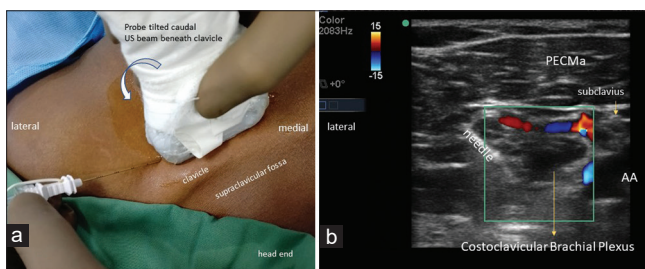 Probe tilted caudal
US beam beneath clavicle
lateral
medial
clavicle
supraclavicular fossa
head end
a
Color
2083Hz
15
-15
+0°
lateral
PECMa
subclavius
needle
AA
Costoclavicular Brachial Plexus
b